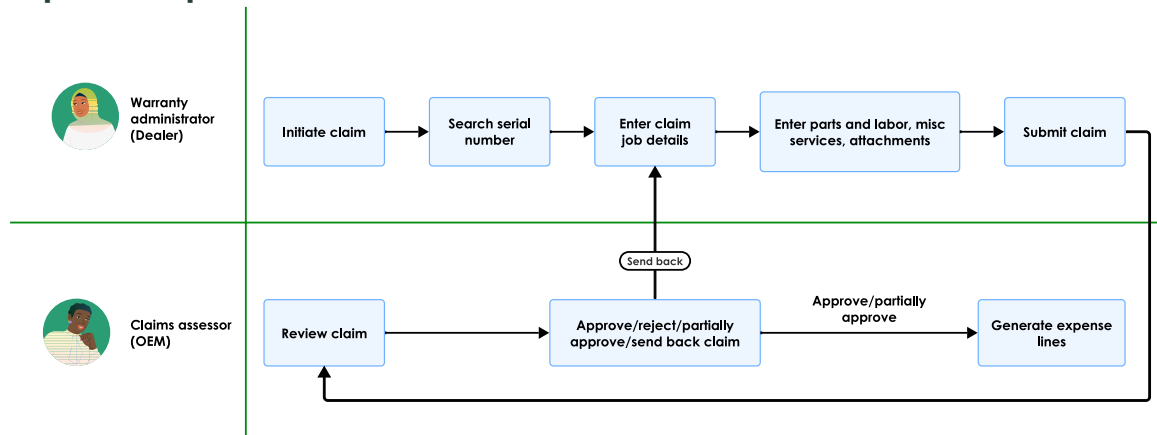 Warranty
administrator
(Dealer)
Initiate claim
Search serial
number
Enter claim
job details
Enter parts and labor, misc
services, attachments
Submit claim
Send back
Claims assessor
(OEM)
Review claim
Approve/reject/partially
approve/send back claim
Approve/partially
approve
Generate expense
lines